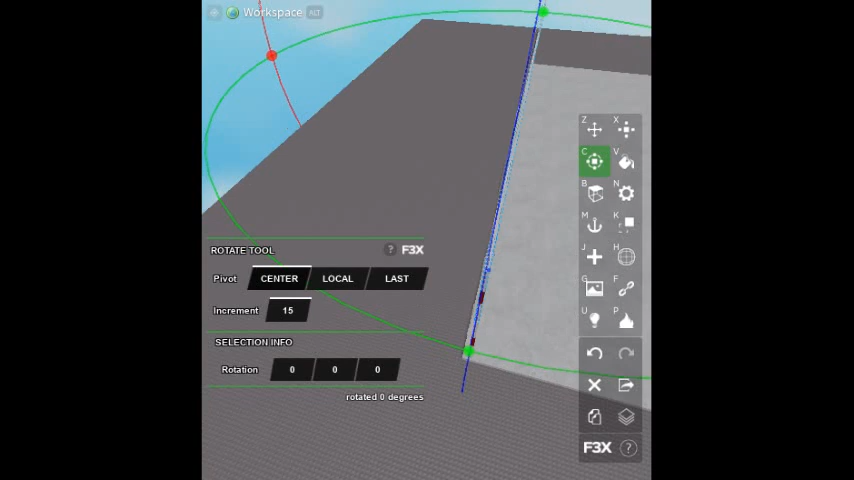 Workspace ALT
Z X
C V
B N
M K
J H
G F
U P
F3X ?
ROTATE TOOL ? F3X
Pivot CENTER LOCAL LAST
Increment 15
SELECTION INFO
Rotation 0 0 0
rotated 0 degrees